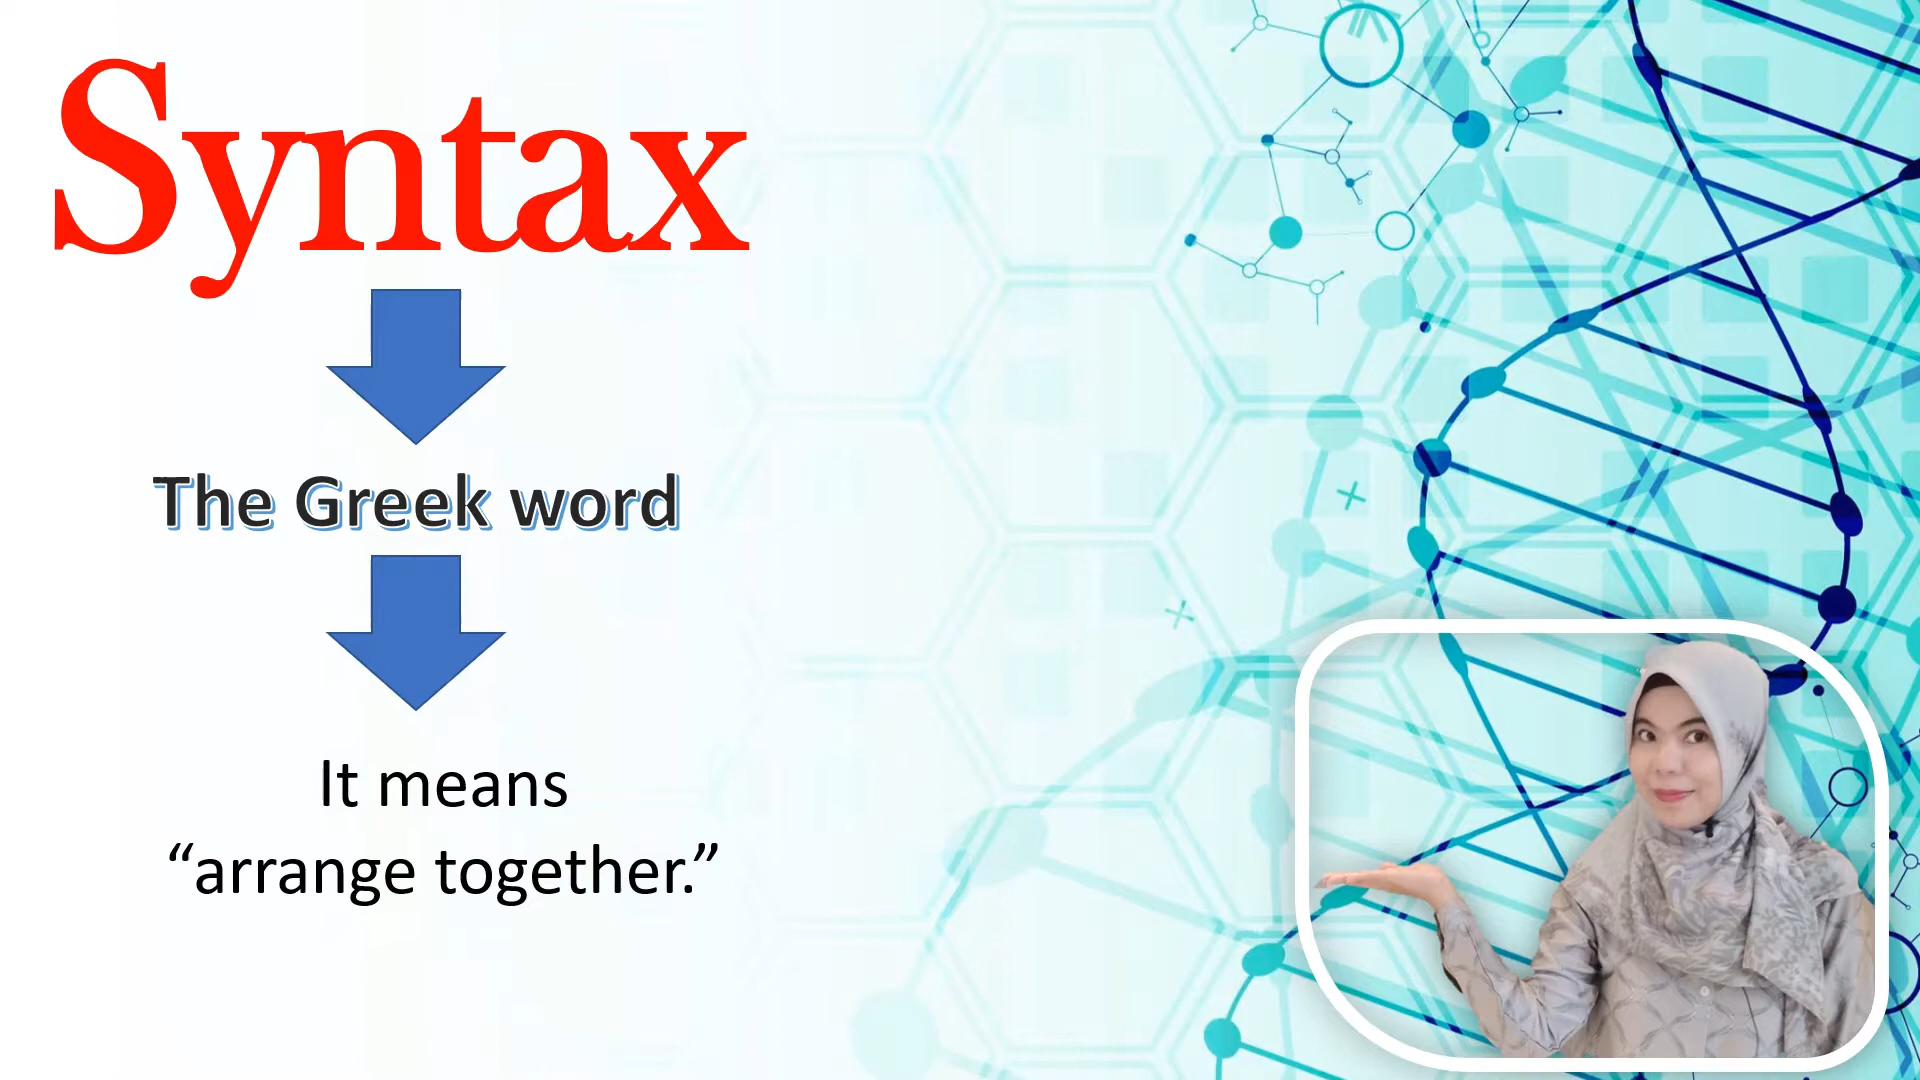 Syntax
The Greek word
It means
“arrange together.”